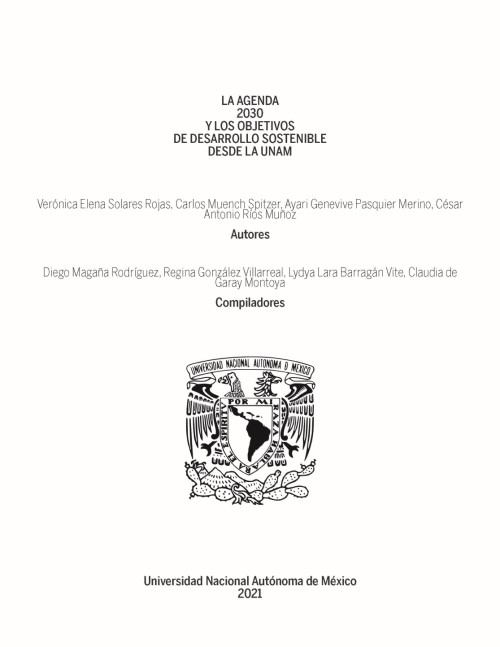 LA AGENDA
2030
Y LOS OBJETIVOS
DE DESARROLLO SOSTENIBLE
DESDE LA UNAM
Verónica Elena Solares Rojas, Carlos Muench Spitzer, Ayari Genevive Pasquier Merino, César
Antonio Ríos Muñoz
Autores
Diego Magaña Rodríguez, Regina González Villarreal, Lydya Lara Barragán Vite, Claudia de
Garay Montoya
Compiladores
UNIVERSIDAD NACIONAL AUTÓNOMA D MÉXICO
POR MI RAZA HABLARÁ EL ESPÍRITU
Universidad Nacional Autónoma de México
2021